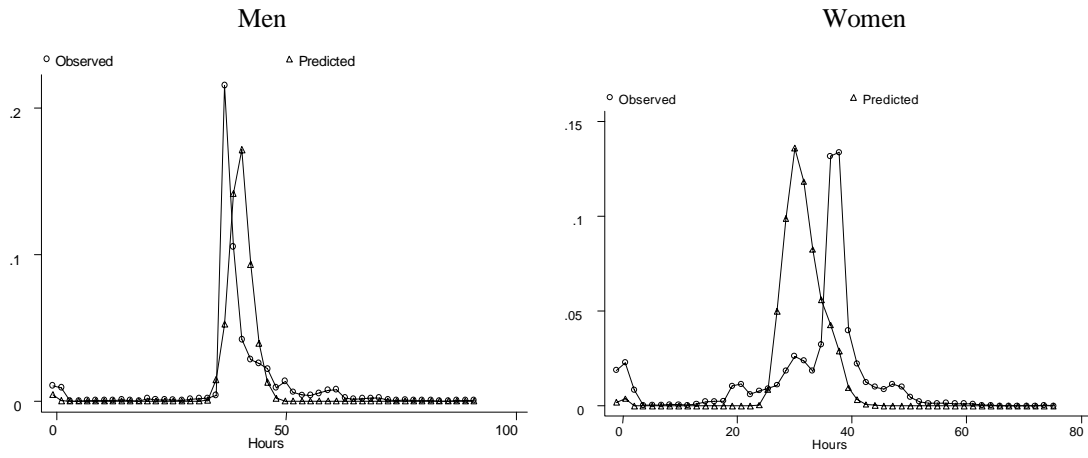 Men
Observed
Predicted
.2
.1
0
0
50
100
Hours
Women
Observed
Predicted
.15
.1
.05
0
0
20
40
60
80
Hours